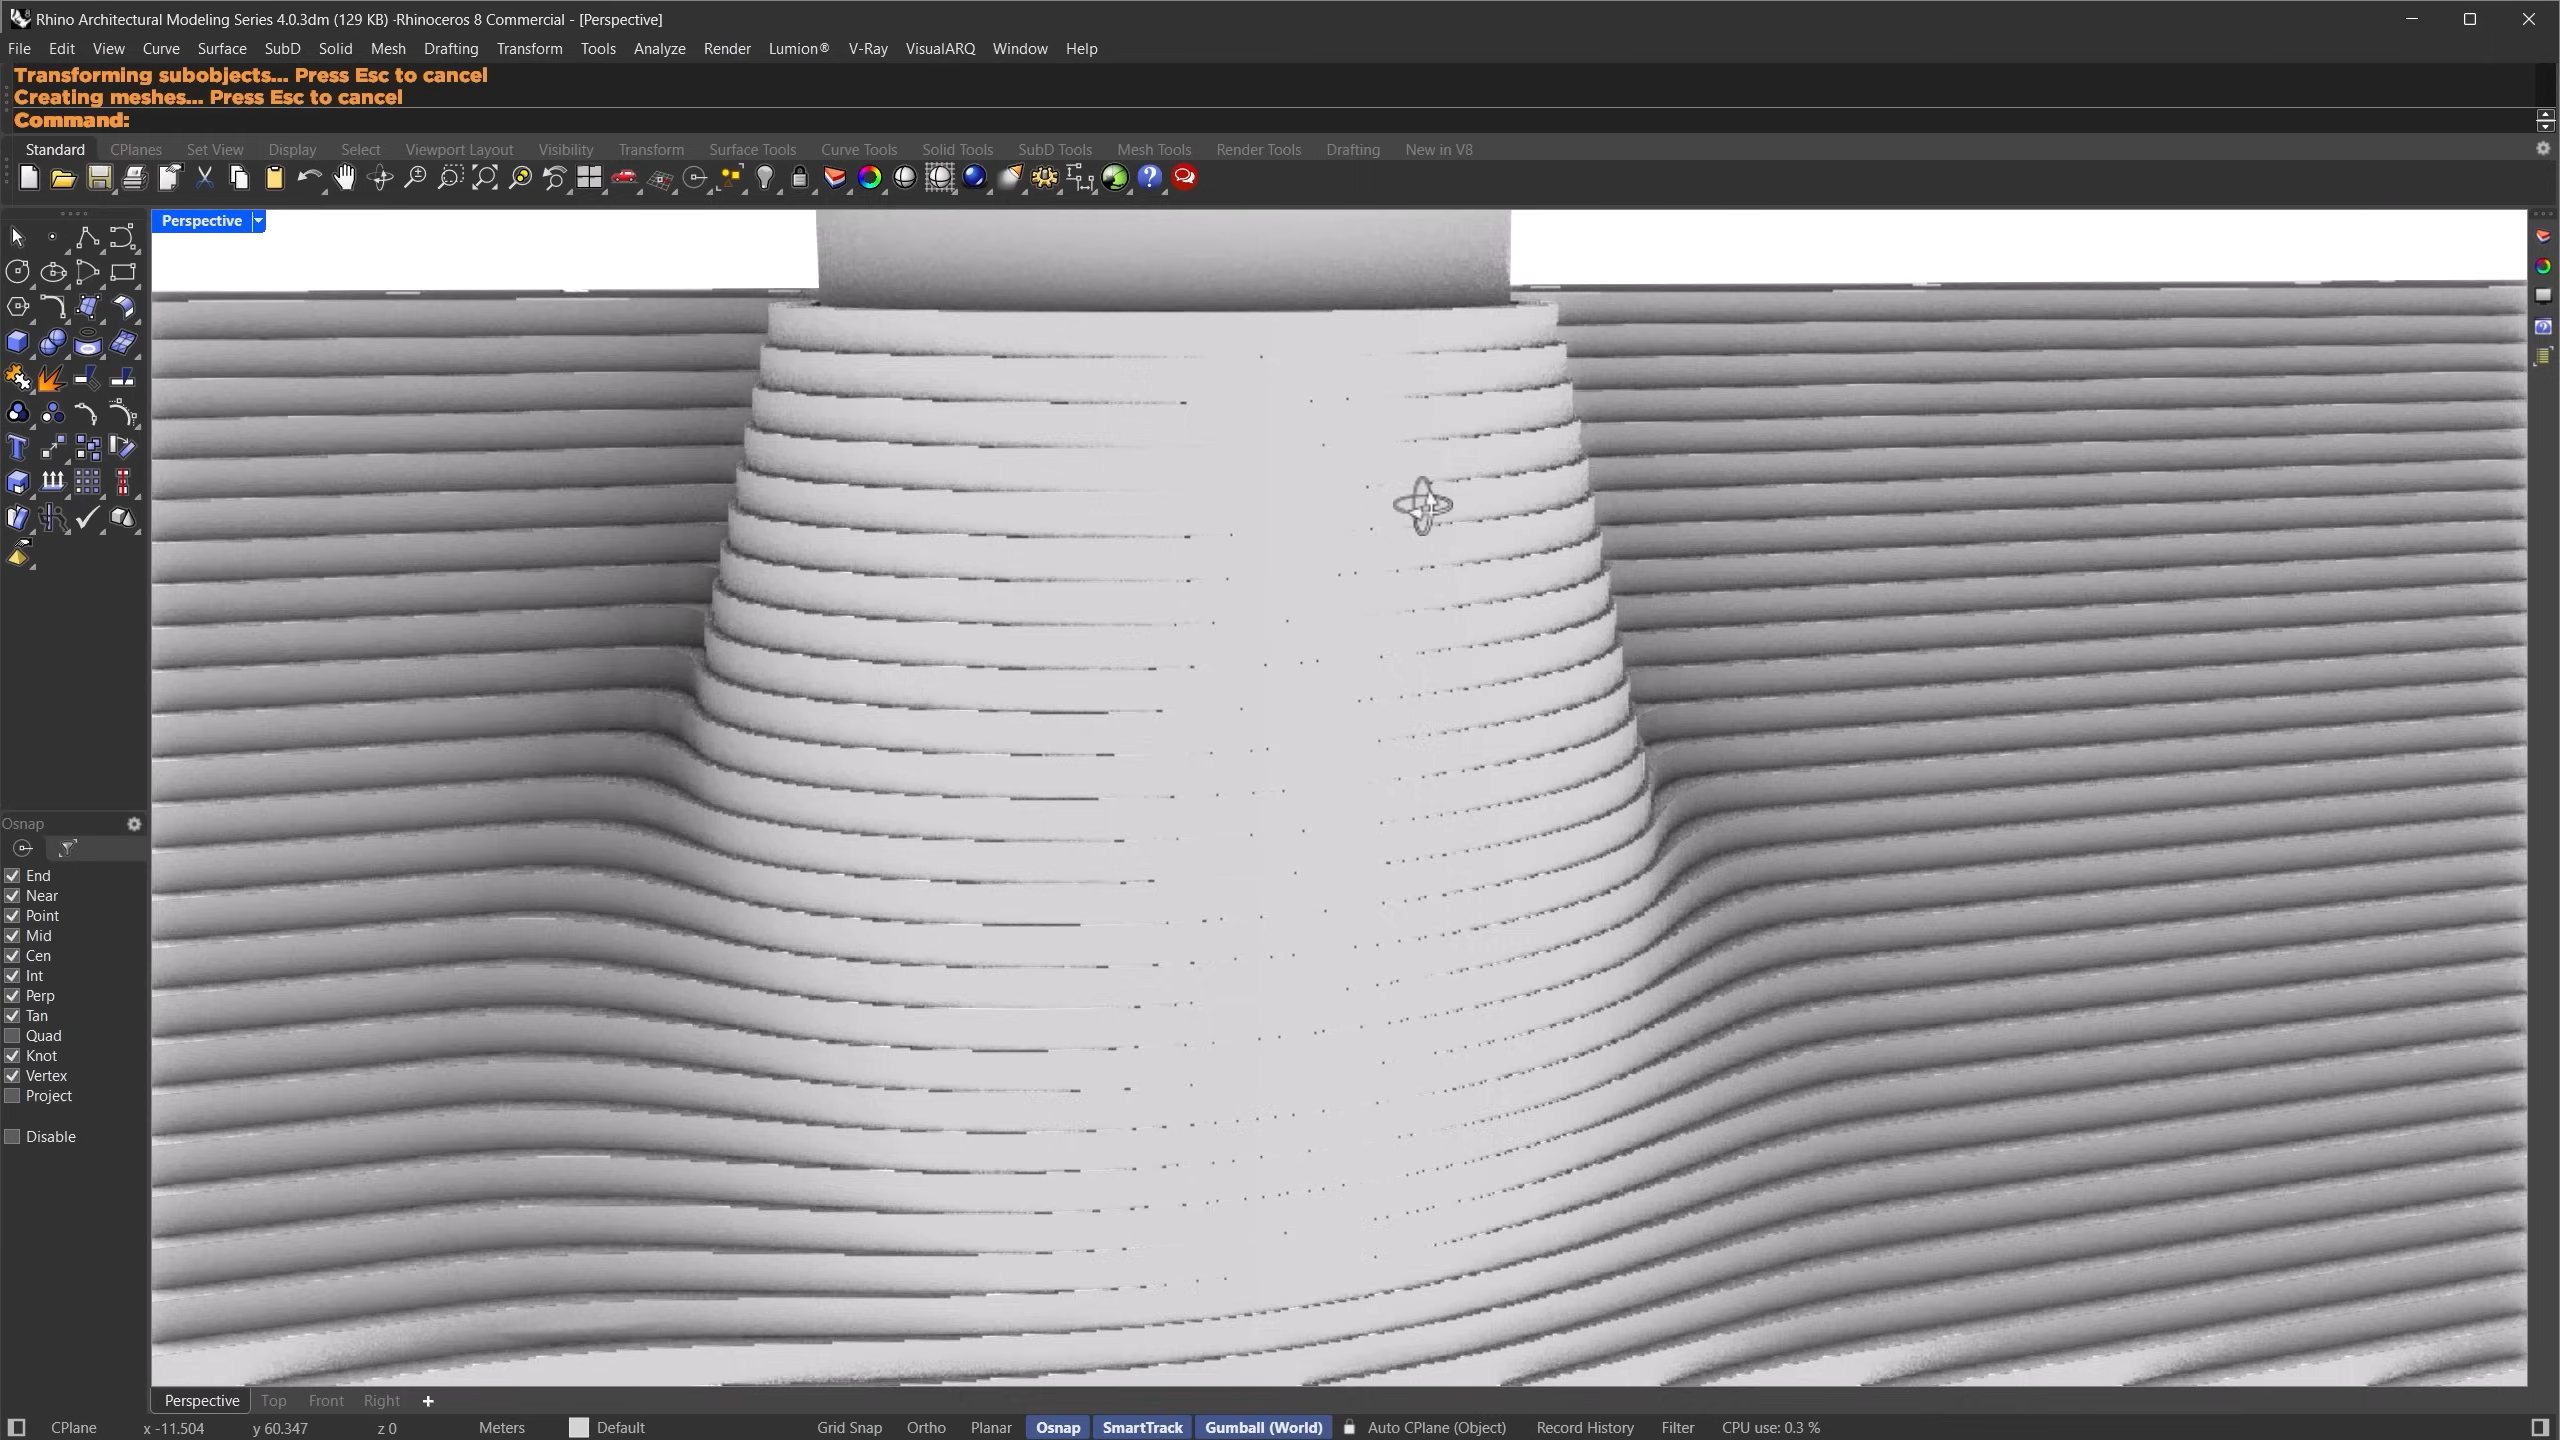 Rhino Architectural Modeling Series 4.0.3dm (129 KB) -Rhinoceros 8 Commercial - [Perspective]
File Edit View Curve Surface SubD Solid Mesh Drafting Transform Tools Analyze Render Lumion® V-Ray VisualARQ Window Help
Transforming subobjects... Press Esc to cancel
Creating meshes... Press Esc to cancel
Command:
Standard CPlanes Set View Display Select Viewport Layout Visibility Transform Surface Tools Curve Tools Solid Tools SubD Tools Mesh Tools Render Tools Drafting New in V8
Perspective
Osnap
End
Near
Point
Mid
Cen
Int
Perp
Tan
Quad
Knot
Vertex
Project
Disable
Perspective Top Front Right
CPlane x -11.504 y 60.347 z 0 Meters Default Grid Snap Ortho Planar Osnap SmartTrack Gumball (World) Auto CPlane (Object) Record History Filter CPU use: 0.3 %